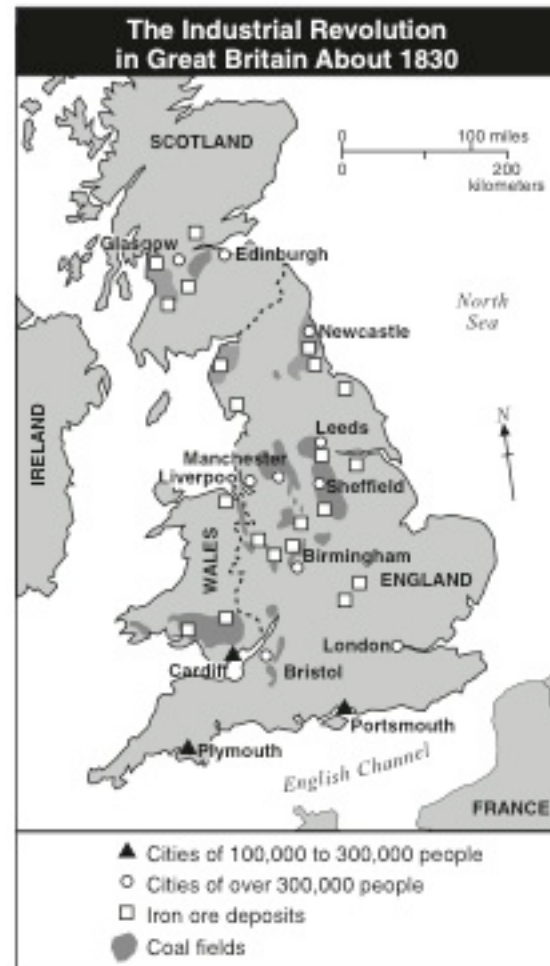 The Industrial Revolution
in Great Britain About 1830
SCOTLAND
0 100 miles
0 200
kilometers
Glasgow
Edinburgh
North
Sea
Newcastle
N
IRELAND
Leeds
Manchester
Liverpool
Sheffield
WALES
Birmingham
ENGLAND
London
Cardiff
Bristol
Portsmouth
Plymouth
English Channel
FRANCE
Cities of 100,000 to 300,000 people
Cities of over 300,000 people
Iron ore deposits
Coal fields